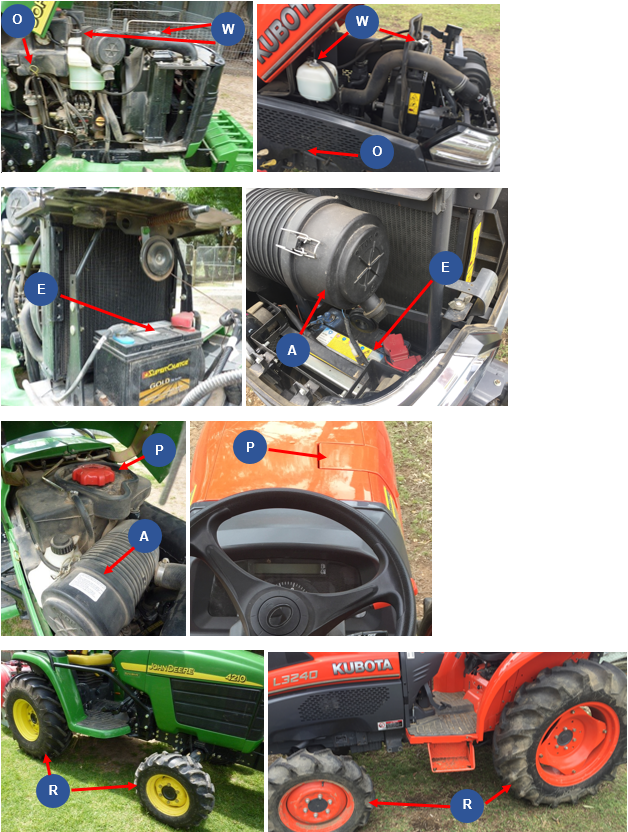 O
W
KUBOTA
W
O
E
SUPERCHARGE
GOLD
E
A
P
A
P
R
JOHN DEERE
4210
KUBOTA
L3240
R